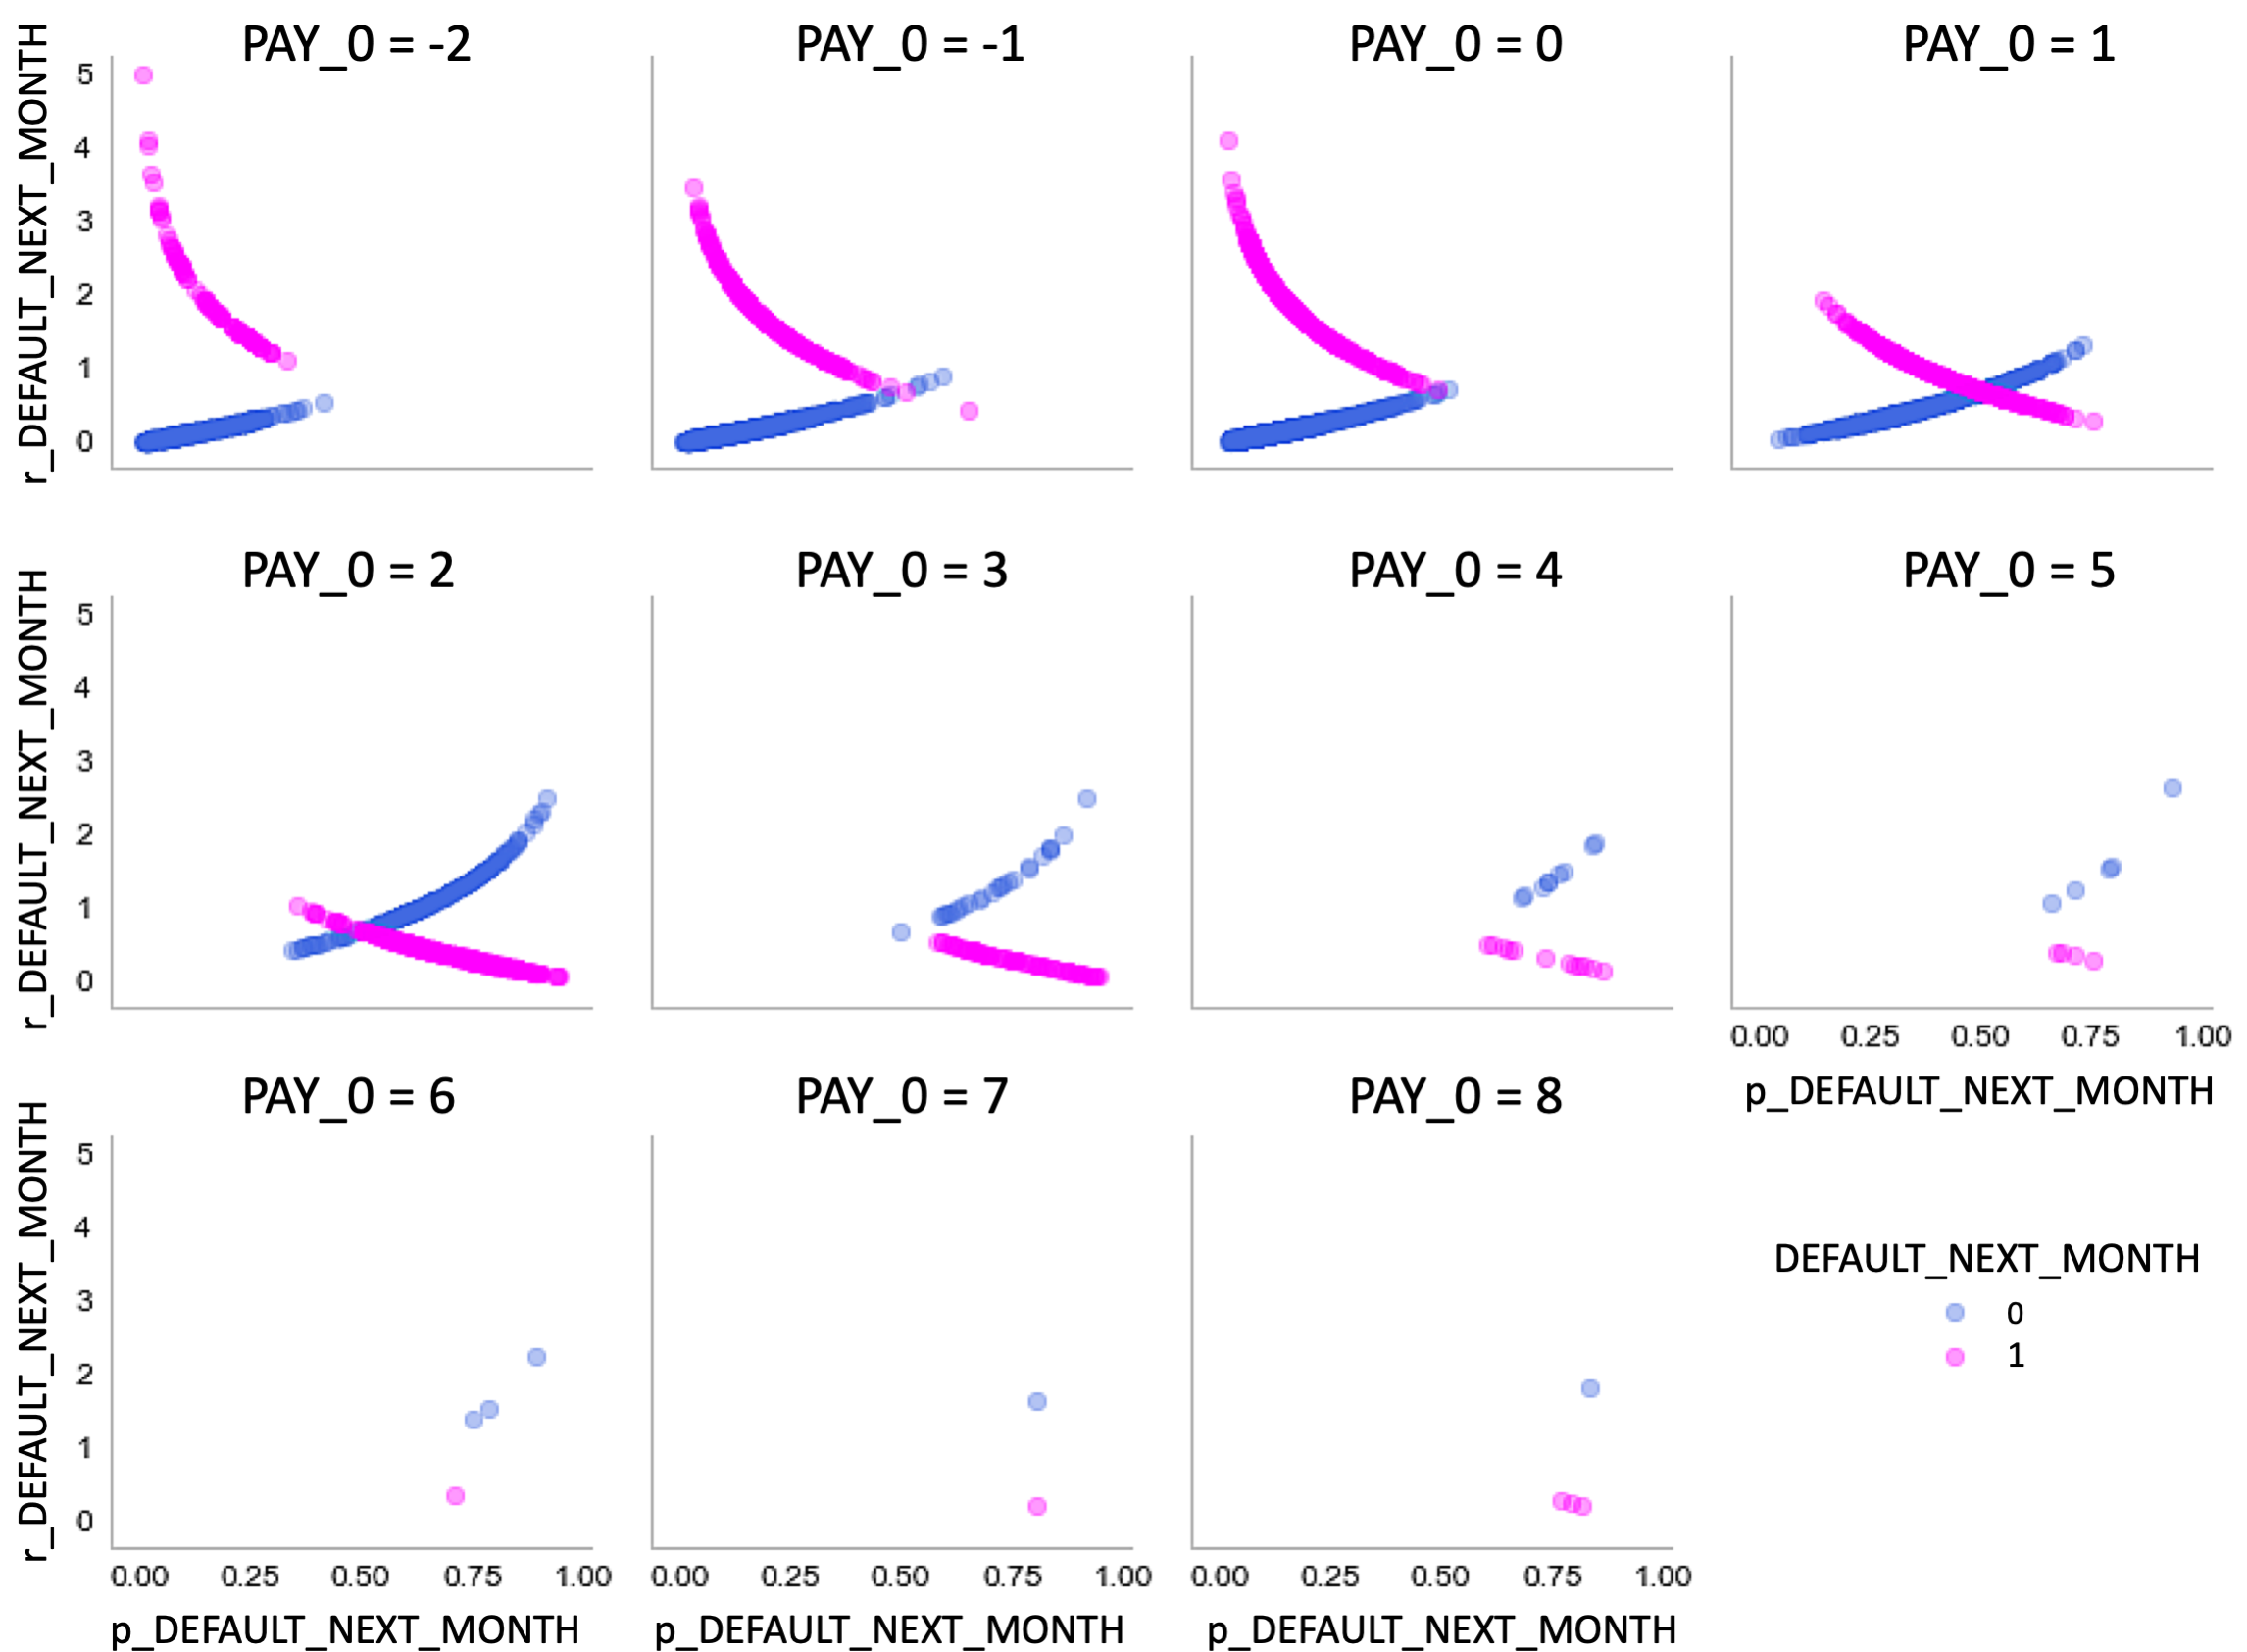 PAY_0 = -2
PAY_0 = -1
PAY_0 = 0
PAY_0 = 1
r_DEFAULT_NEXT_MONTH
5
4
3
2
1
0
PAY_0 = 2
PAY_0 = 3
PAY_0 = 4
PAY_0 = 5
r_DEFAULT_NEXT_MONTH
5
4
3
2
1
0
0.00 0.25 0.50 0.75 1.00
p_DEFAULT_NEXT_MONTH
PAY_0 = 6
PAY_0 = 7
PAY_0 = 8
r_DEFAULT_NEXT_MONTH
5
4
3
2
1
0
DEFAULT_NEXT_MONTH
0
1
0.00 0.25 0.50 0.75 1.00
0.00 0.25 0.50 0.75 1.00
0.00 0.25 0.50 0.75 1.00
p_DEFAULT_NEXT_MONTH
p_DEFAULT_NEXT_MONTH
p_DEFAULT_NEXT_MONTH